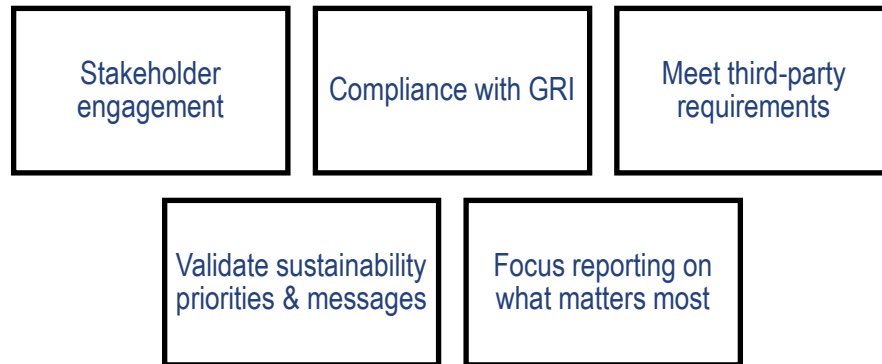 Stakeholder
engagement
Compliance with GRI
Meet third-party
requirements
Validate sustainability
priorities & messages
Focus reporting on
what matters most